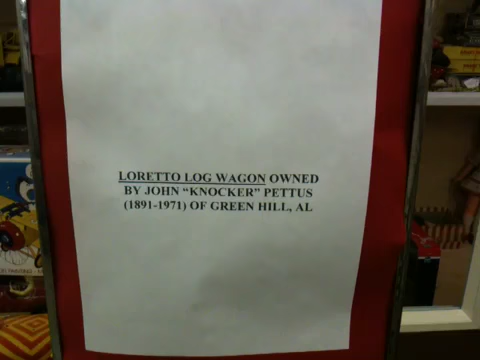 LORETTO LOG WAGON OWNED
BY JOHN “KNOCKER” PETTUS
(1891-1971) OF GREEN HILL, AL